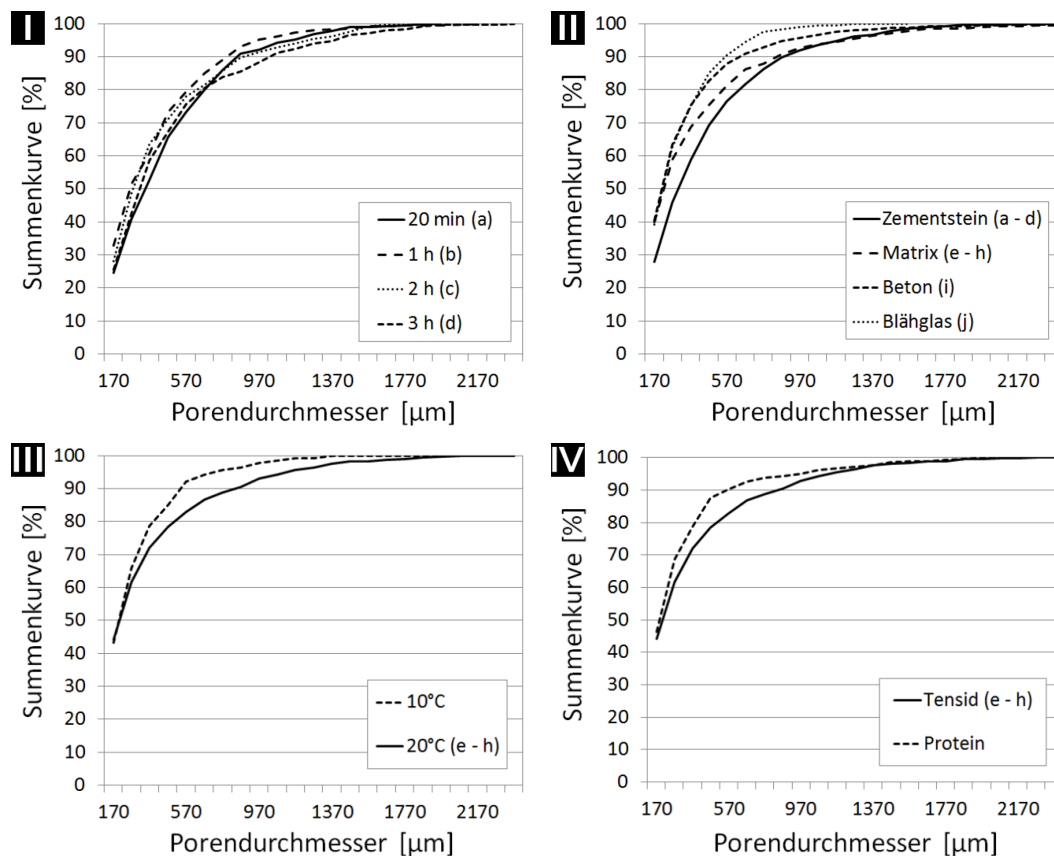 I
Summenkurve [%]
100
90
80
70
60
50
40
30
20
10
0
20 min (a)
1 h (b)
2 h (c)
3 h (d)
170 570 970 1370 1770 2170
Porendurchmesser [µm]
II
Summenkurve [%]
100
90
80
70
60
50
40
30
20
10
0
Zementstein (a - d)
Matrix (e - h)
Beton (i)
Blähglas (j)
170 570 970 1370 1770 2170
Porendurchmesser [µm]
III
Summenkurve [%]
100
90
80
70
60
50
40
30
20
10
0
10°C
20°C (e - h)
170 570 970 1370 1770 2170
Porendurchmesser [µm]
IV
Summenkurve [%]
100
90
80
70
60
50
40
30
20
10
0
Tensid (e - h)
Protein
170 570 970 1370 1770 2170
Porendurchmesser [µm]